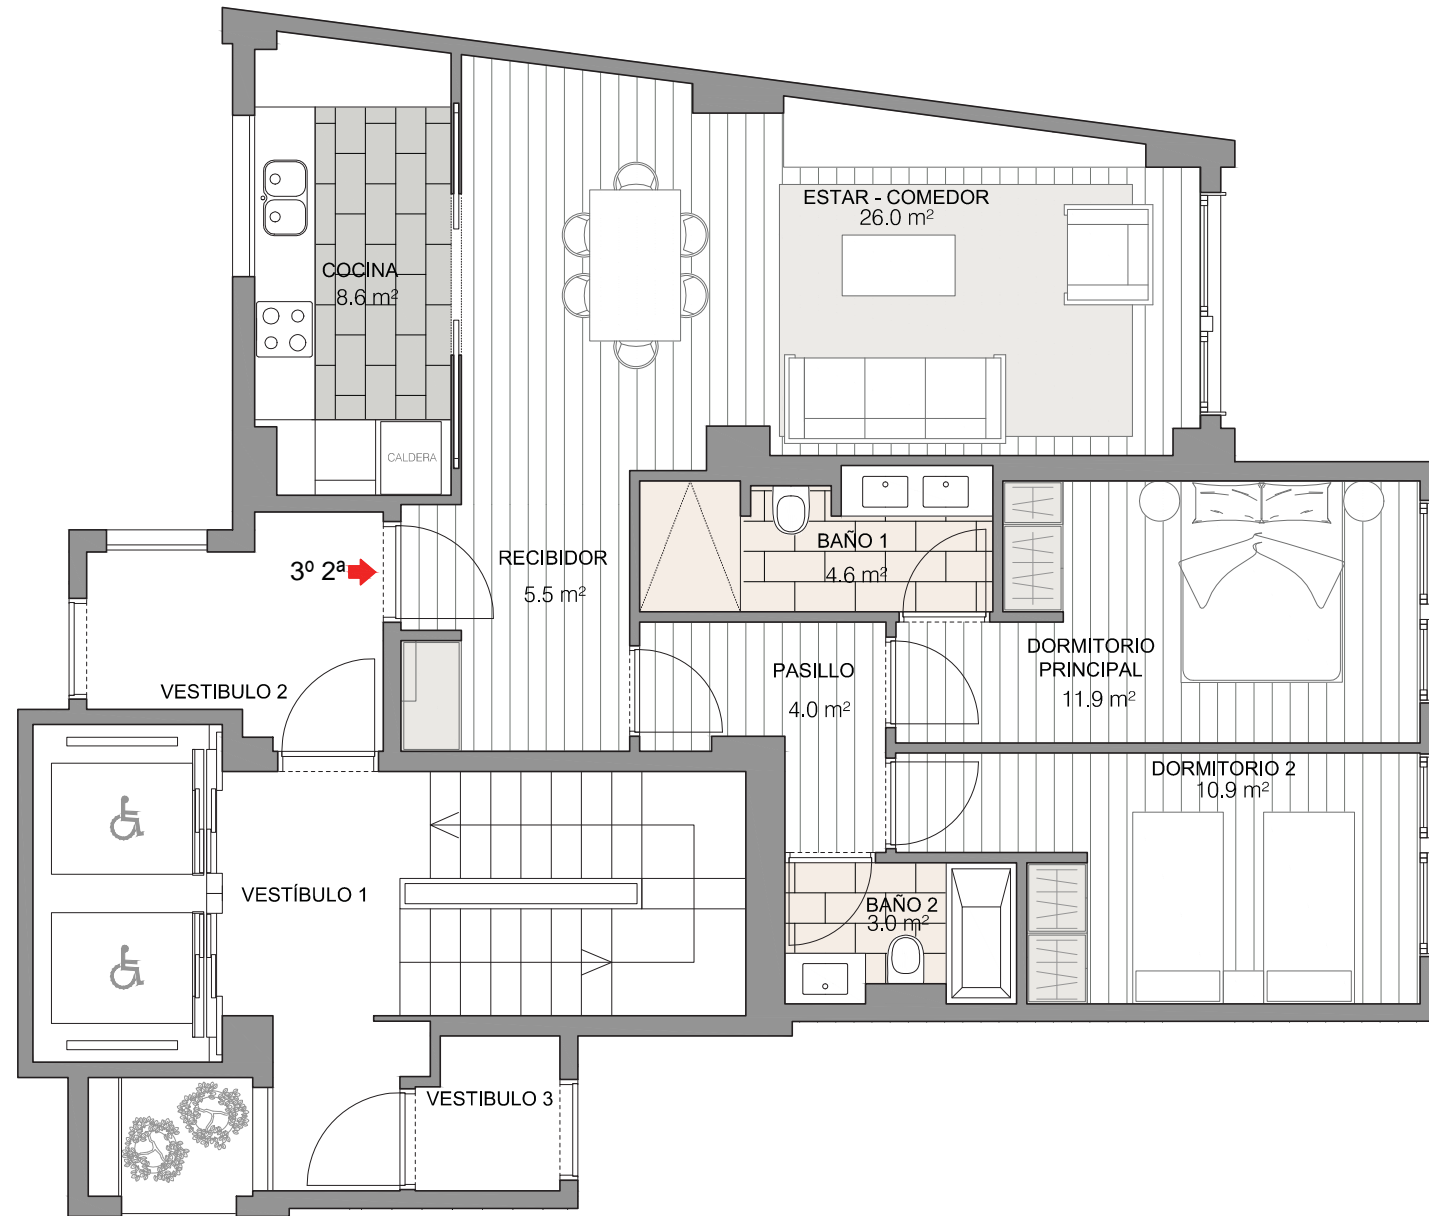 ESTAR - COMEDOR
26.0 m²
COCINA
8.6 m²
CALDERA
RECIBIDOR
5.5 m²
3º 2ª
BAÑO 1
4.6 m²
DORMITORIO
PRINCIPAL
11.9 m²
PASILLO
4.0 m²
VESTIBULO 2
DORMITORIO 2
10.9 m²
VESTÍBULO 1
BAÑO 2
3.0 m²
VESTIBULO 3